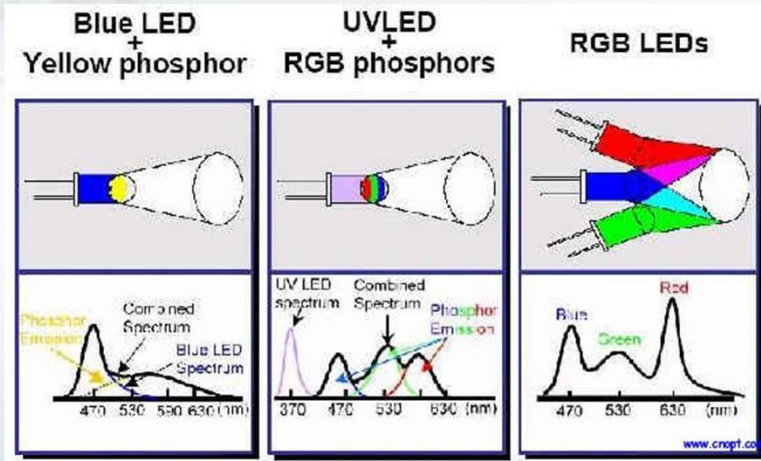 Blue LED
+
Yellow phosphor
UVLED
+
RGB phosphors
RGB LEDs
Phosphor
Emission
Combined
Spectrum
Blue LED
Spectrum
470 530 590 630 (nm)
UV LED
spectrum
Combined
Spectrum
Phosphor
Emission
370 470 530 630 (nm)
Blue
Green
Red
470 530 630 (nm)
www.cnopt.co